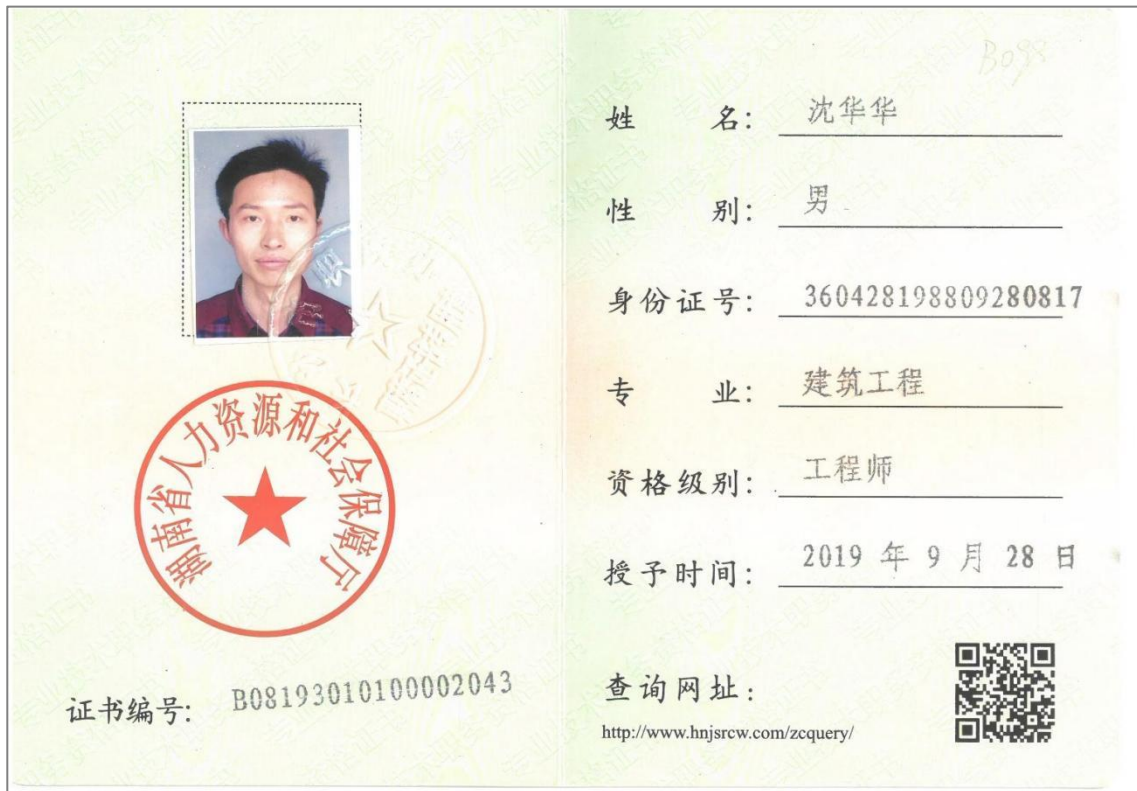 B099
姓 名: 沈华华
性 别: 男
身份证号: 360428198809280817
专 业: 建筑工程
资格级别: 工程师
授予时间: 2019 年 9 月 28 日
查询网址:
http://www.hnjsrcw.com/zcquery/
湖南省人力资源和社会保障厅
证书编号: B08193010100002043